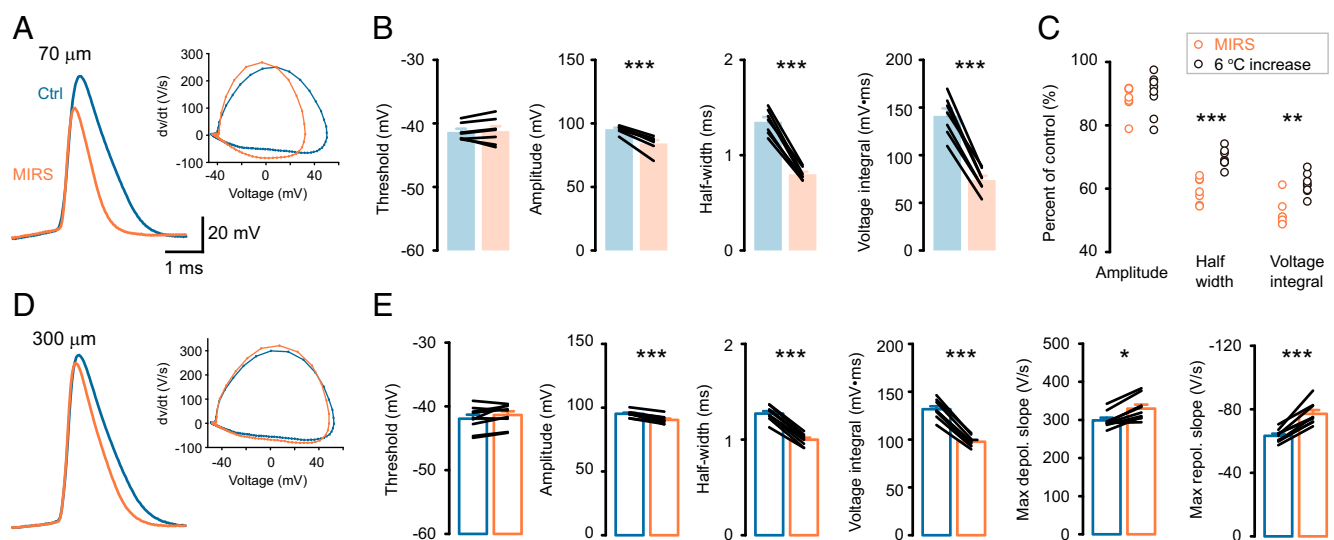 A
70 µm
Ctrl
MIRS
20 mV
1 ms
dv/dt (V/s)
300
200
100
0
-100
-40
0
40
Voltage (mV)
B
Threshold (mV)
-30
-40
-50
-60
Amplitude (mV)
150
100
50
0
***
Half-width (ms)
2
1
0
***
Voltage integral (mV•ms)
200
150
100
50
0
***
C
MIRS
6 °C increase
Percent of control (%)
100
80
60
40
***
**
Amplitude
Half
width
Voltage
integral
D
300 µm
dv/dt (V/s)
300
200
100
0
-100
-40
0
40
Voltage (mV)
E
Threshold (mV)
-30
-40
-50
-60
Amplitude (mV)
150
100
50
0
***
Half-width (ms)
2
1
0
***
Voltage integral (mV•ms)
200
150
100
50
0
***
Max depol. slope (V/s)
500
400
300
200
100
0
*
Max repol. slope (V/s)
-120
-80
-40
0
***